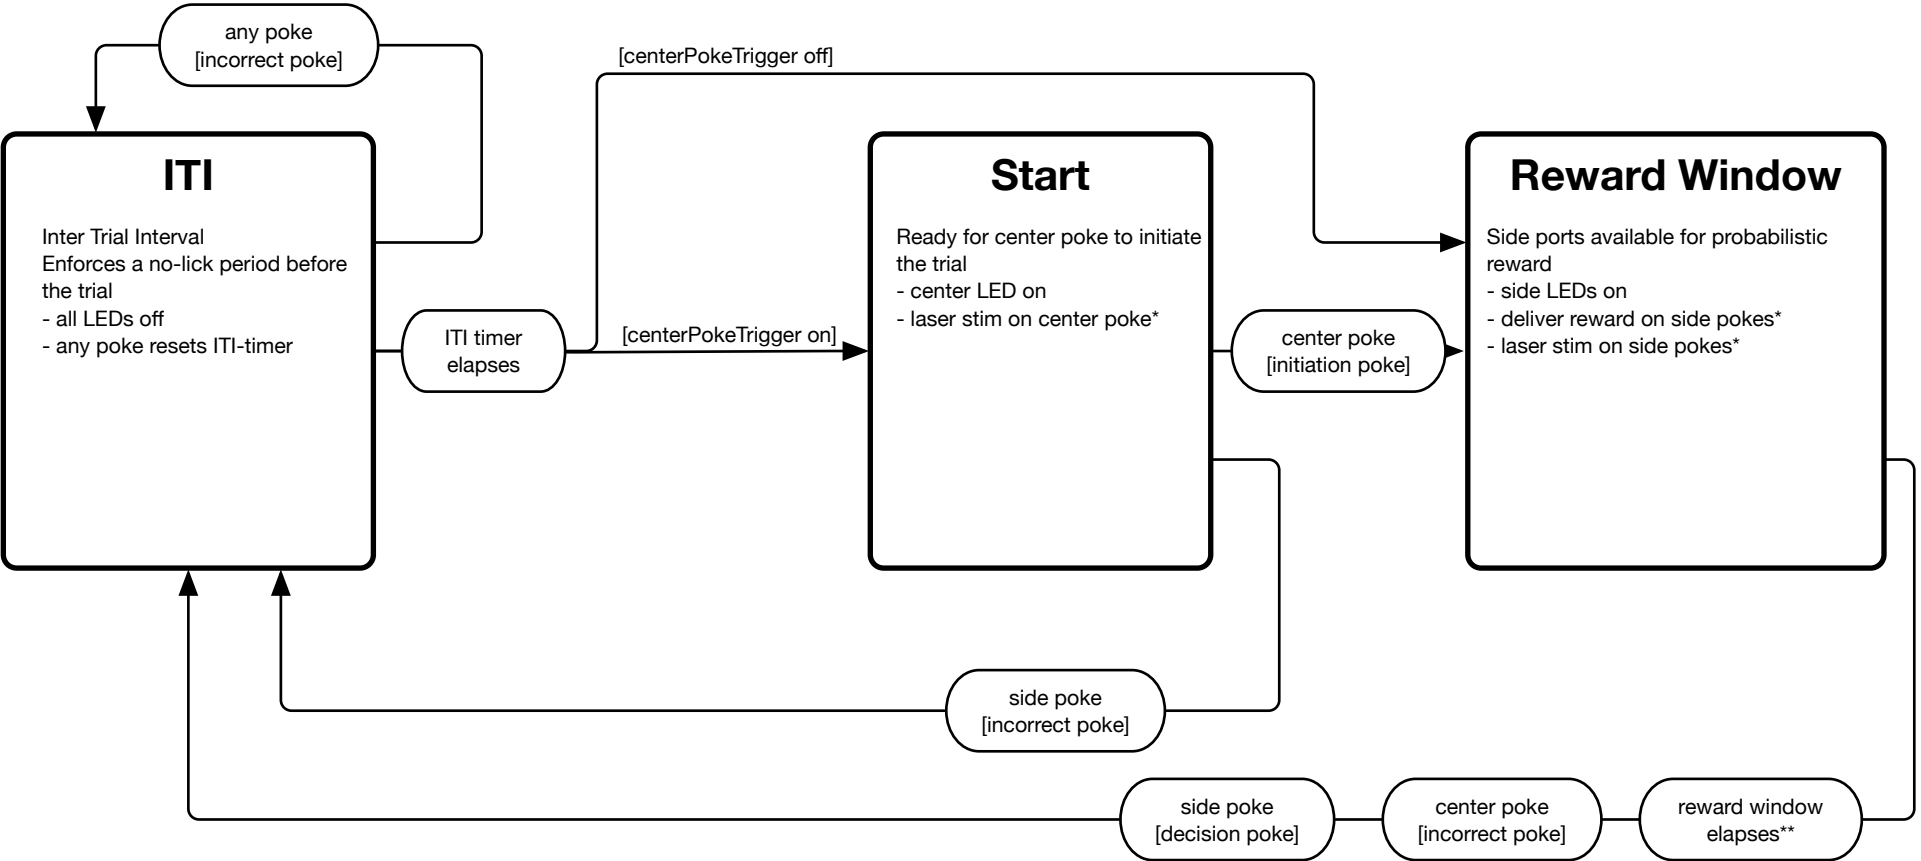 any poke
[incorrect poke]
[centerPokeTrigger off]
ITI
Inter Trial Interval
Enforces a no-lick period before
the trial
- all LEDs off
- any poke resets ITI-timer
ITI timer
elapses
[centerPokeTrigger on]
Start
Ready for center poke to initiate
the trial
- center LED on
- laser stim on center poke*
center poke
[initiation poke]
Reward Window
Side ports available for probabilistic
reward
- side LEDs on
- deliver reward on side pokes*
- laser stim on side pokes*
side poke
[incorrect poke]
side poke
[decision poke]
center poke
[incorrect poke]
reward window
elapses**